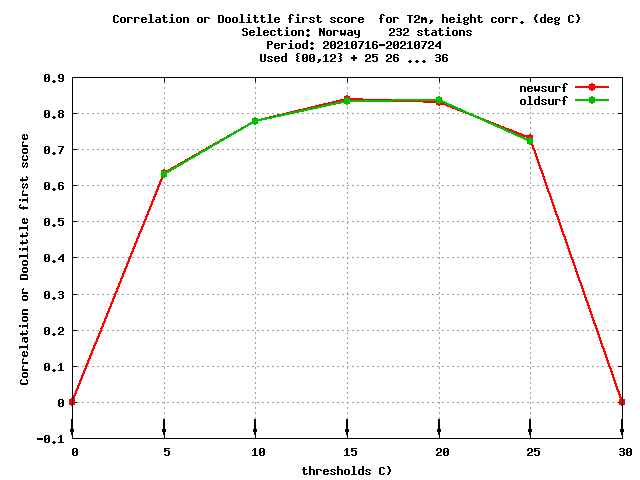 Correlation or Doolittle first score  for T2m, height corr. (deg C)
Selection: Norway    232 stations
Period: 20210716-20210724
Used {00,12} + 25 26 ... 36
newsurf
oldsurf
Correlation or Doolittle first score
0.9
0.8
0.7
0.6
0.5
0.4
0.3
0.2
0.1
0
-0.1
0 5 10 15 20 25 30
thresholds C)